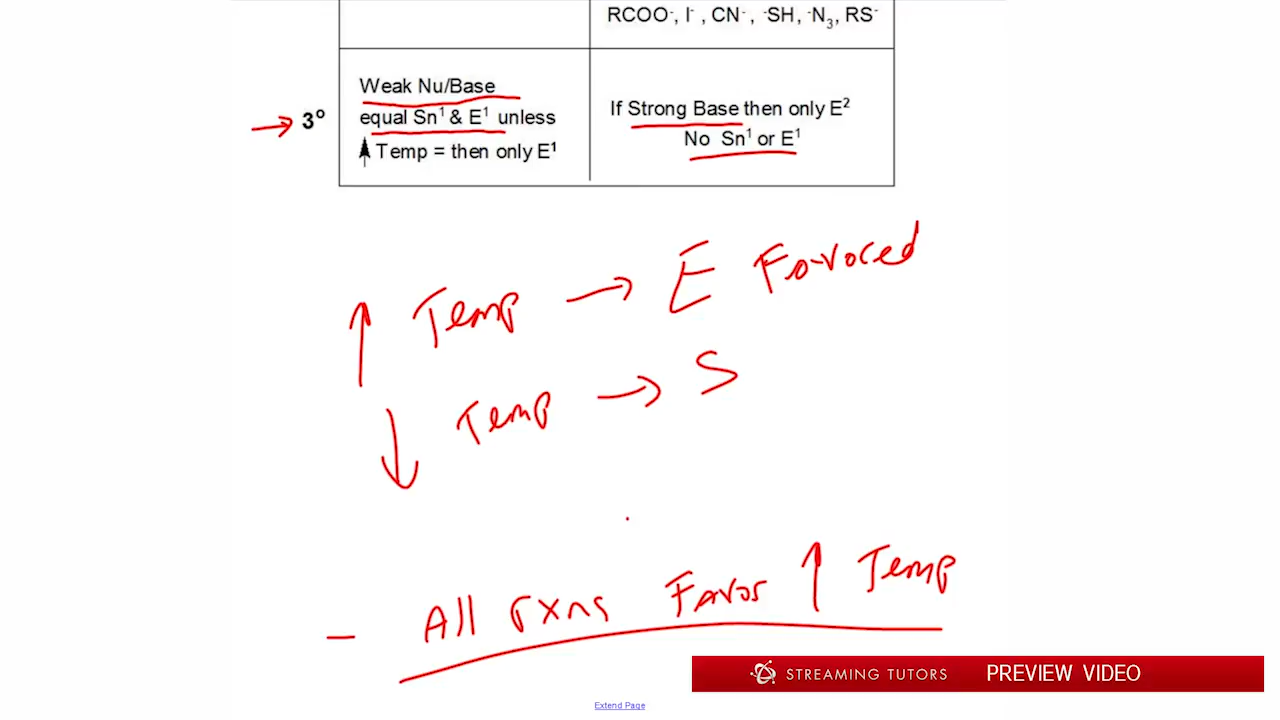 RCOO⁻, I⁻ , CN⁻, ⁻SH, ⁻N₃, RS⁻
3⁰
Weak Nu/Base
equal Sn¹ & E¹ unless
Temp = then only E¹
If Strong Base then only E²
No Sn¹ or E¹
↑ Temp → E Favored
↓ Temp → S
- All rxns Favor ↑ Temp
STREAMING TUTORS PREVIEW VIDEO
Extend Page